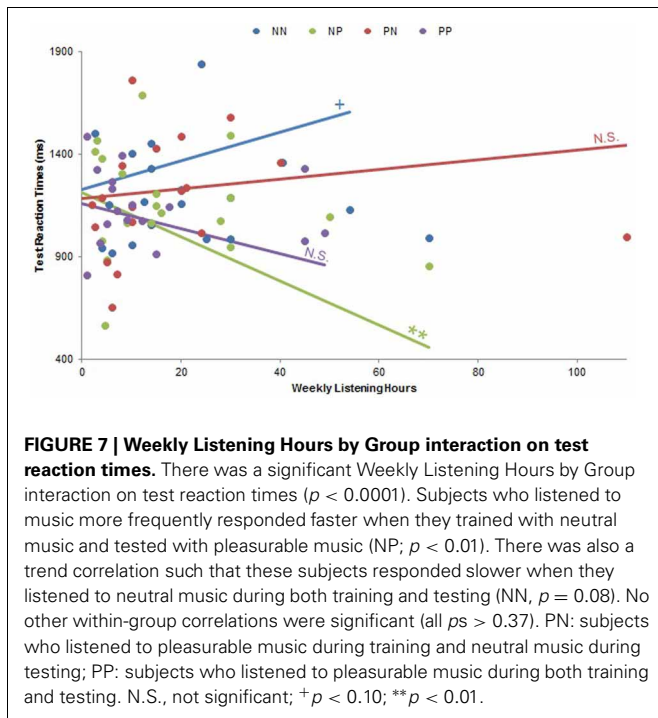 NN NP PN PP
1900
1400
900
400
Test Reaction Times (ms)
+
N.S.
N.S.
**
0 20 40 60 80 100
Weekly Listening Hours
FIGURE 7 | Weekly Listening Hours by Group interaction on test
reaction times. There was a significant Weekly Listening Hours by Group
interaction on test reaction times (p < 0.0001). Subjects who listened to
music more frequently responded faster when they trained with neutral
music and tested with pleasurable music (NP; p < 0.01). There was also a
trend correlation such that these subjects responded slower when they
listened to neutral music during both training and testing (NN, p = 0.08). No
other within-group correlations were significant (all ps > 0.37). PN: subjects
who listened to pleasurable music during training and neutral music during
testing; PP: subjects who listened to pleasurable music during both training
and testing. N.S., not significant; +p < 0.10; **p < 0.01.